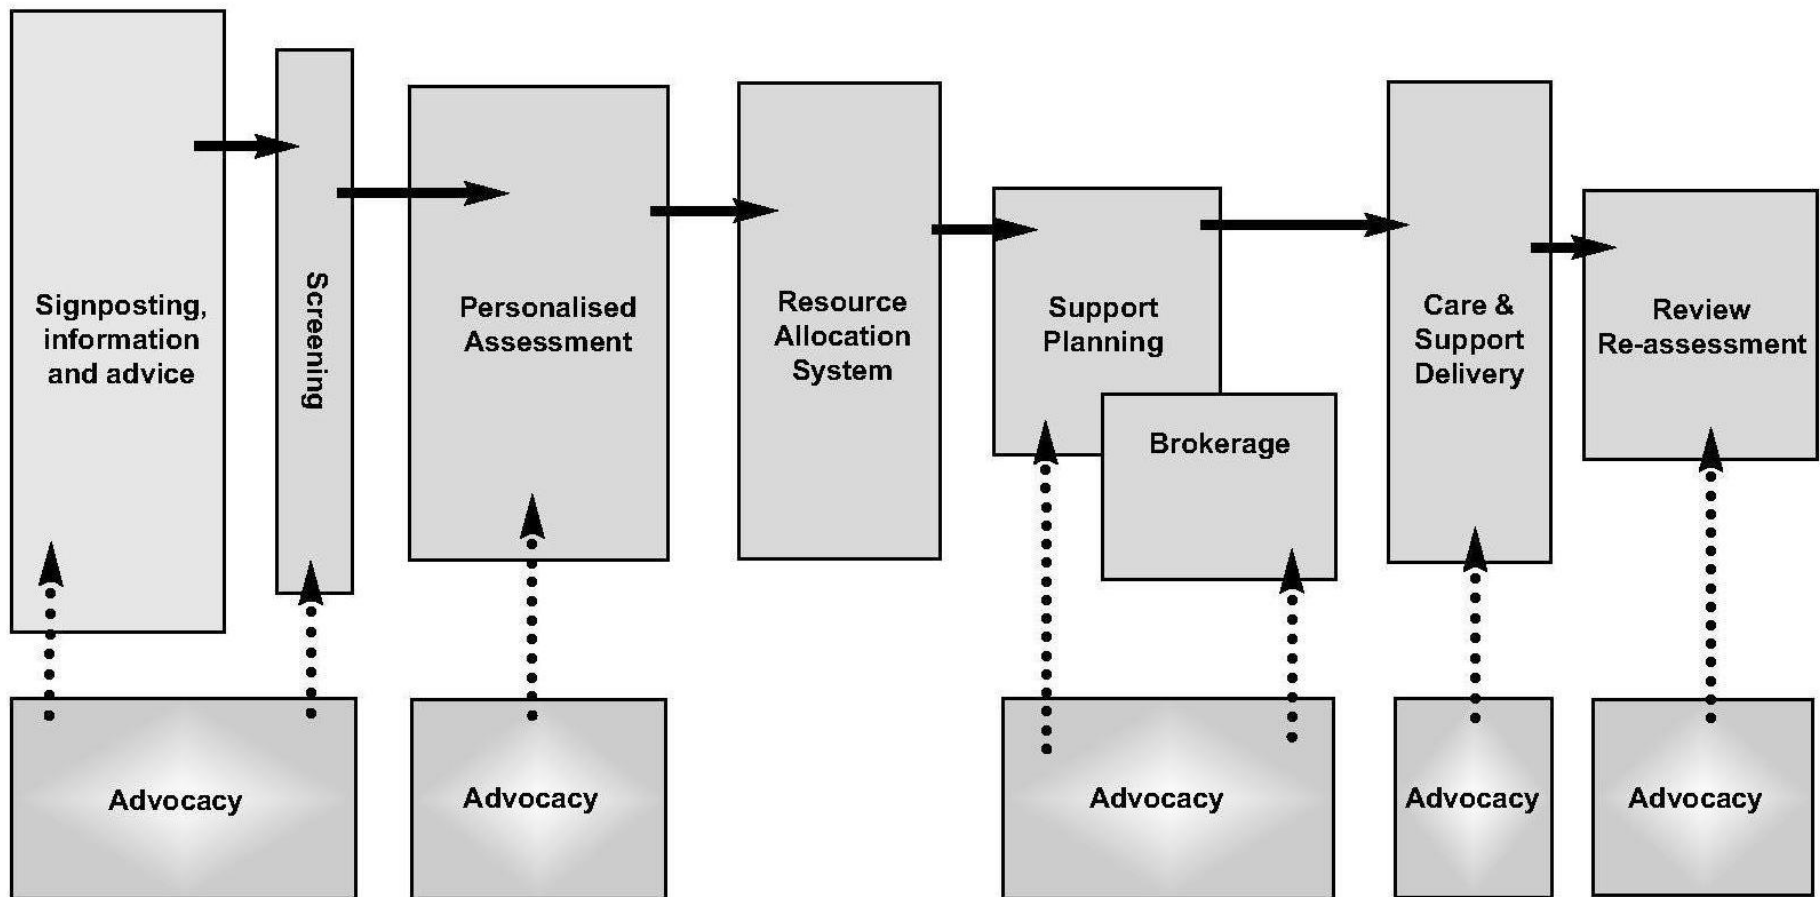 Signposting,
information
and advice
Screening
Personalised
Assessment
Resource
Allocation
System
Support
Planning
Brokerage
Care &
Support
Delivery
Review
Re-assessment
Advocacy
Advocacy
Advocacy
Advocacy
Advocacy